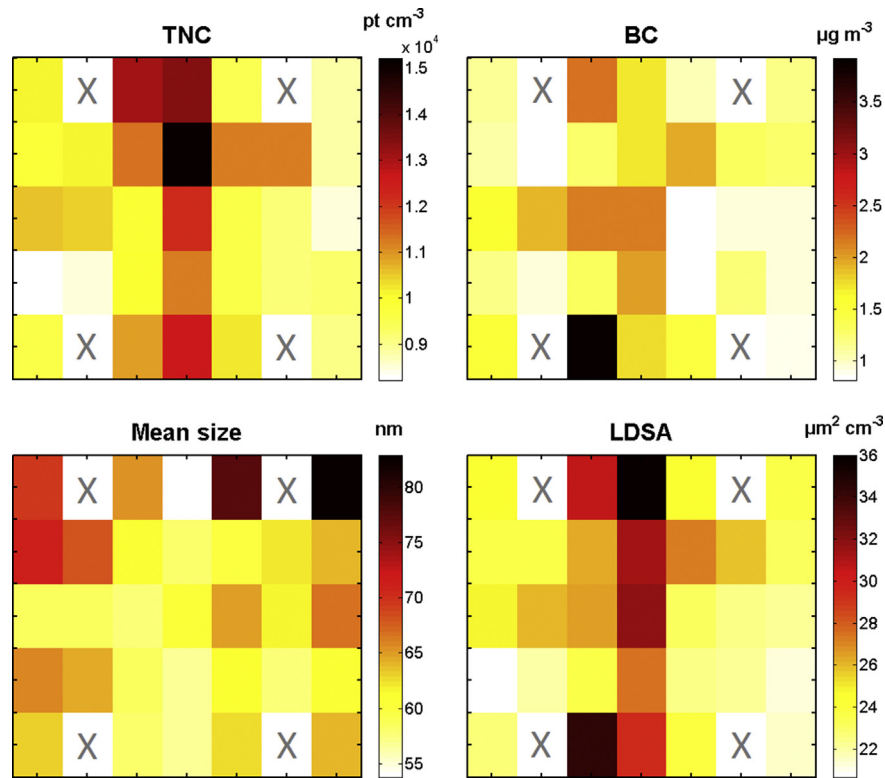 TNC
pt cm-3
x 10^4
X
X
1.5
1.4
1.3
1.2
1.1
1
0.9
X
X
BC
µg m-3
X
X
3.5
3
2.5
2
1.5
1
X
X
Mean size
nm
X
X
80
75
70
65
60
55
X
X
LDSA
µm² cm-3
X
X
36
34
32
30
28
26
24
22
X
X